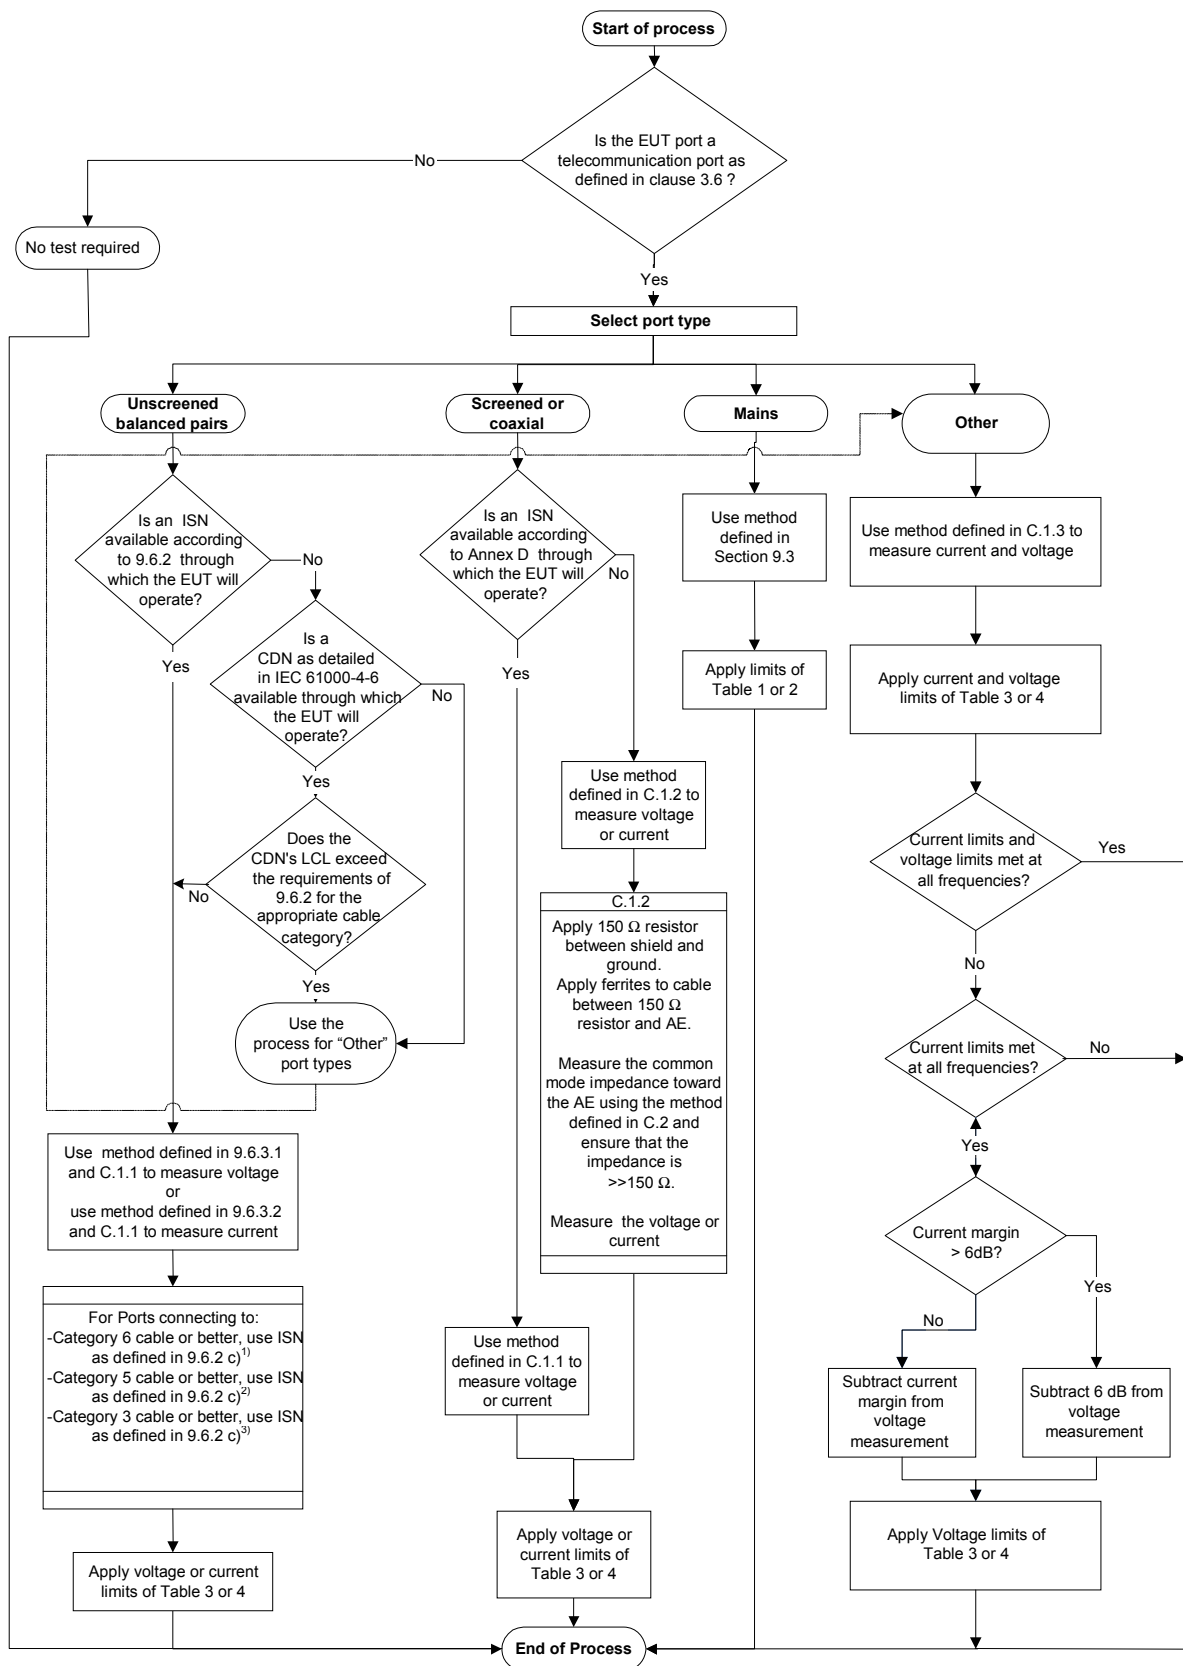 Start of process
Is the EUT port a
telecommunication port as
defined in clause 3.6 ?
No
No test required
Yes
Select port type
Unscreened
balanced pairs
Screened or
coaxial
Mains
Other
Is an ISN
available according
to 9.6.2 through
which the EUT will
operate?
No
Yes
Is a
CDN as detailed
in IEC 61000-4-6
available through which
the EUT will
operate?
No
Yes
Does the
CDN's LCL exceed
the requirements of
9.6.2 for the
appropriate cable
category?
No
Yes
Use the
process for “Other”
port types
Use method defined in 9.6.3.1
and C.1.1 to measure voltage
or
use method defined in 9.6.3.2
and C.1.1 to measure current
For Ports connecting to:
-Category 6 cable or better, use ISN
as defined in 9.6.2 c)1)
-Category 5 cable or better, use ISN
as defined in 9.6.2 c)2)
-Category 3 cable or better, use ISN
as defined in 9.6.2 c)3)
Apply voltage or current
limits of Table 3 or 4
Is an ISN
available according
to Annex D through
which the EUT will
operate?
No
Yes
Use method
defined in C.1.2 to
measure voltage
or current
C.1.2
Apply 150 Ω resistor
between shield and
ground.
Apply ferrites to cable
between 150 Ω
resistor and AE.
Measure the common
mode impedance toward
the AE using the method
defined in C.2 and
ensure that the
impedance is
>>150 Ω.
Measure the voltage or
current
Use method
defined in C.1.1 to
measure voltage
or current
Apply voltage or
current limits of
Table 3 or 4
Use method
defined in
Section 9.3
Apply limits of
Table 1 or 2
Use method defined in C.1.3 to
measure current and voltage
Apply current and voltage
limits of Table 3 or 4
Current limits and
voltage limits met at
all frequencies?
Yes
No
Current limits met
at all frequencies?
No
Yes
Current margin
> 6dB?
Yes
No
Subtract current
margin from
voltage
measurement
Subtract 6 dB from
voltage
measurement
Apply Voltage limits of
Table 3 or 4
End of Process